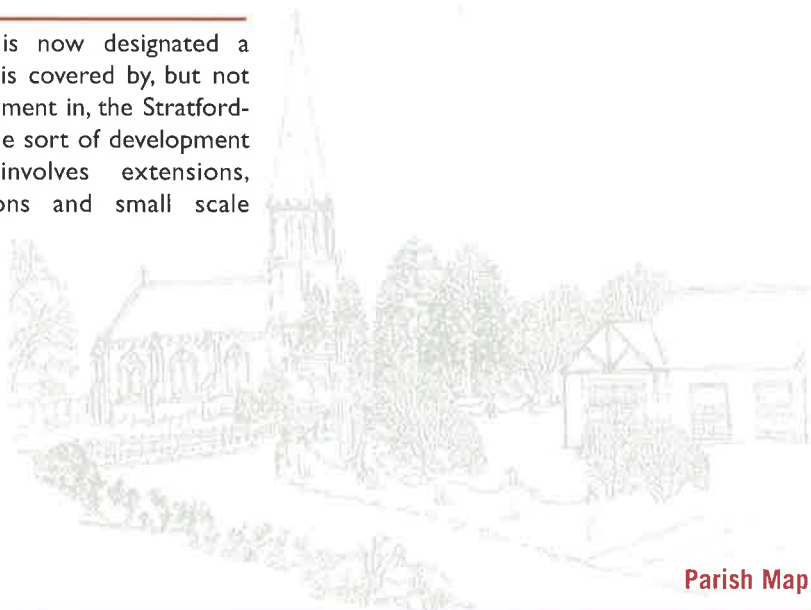 is now designated a
is covered by, but not
ment in, the Stratford-
e sort of development
involves extensions,
ons and small scale
Parish Map